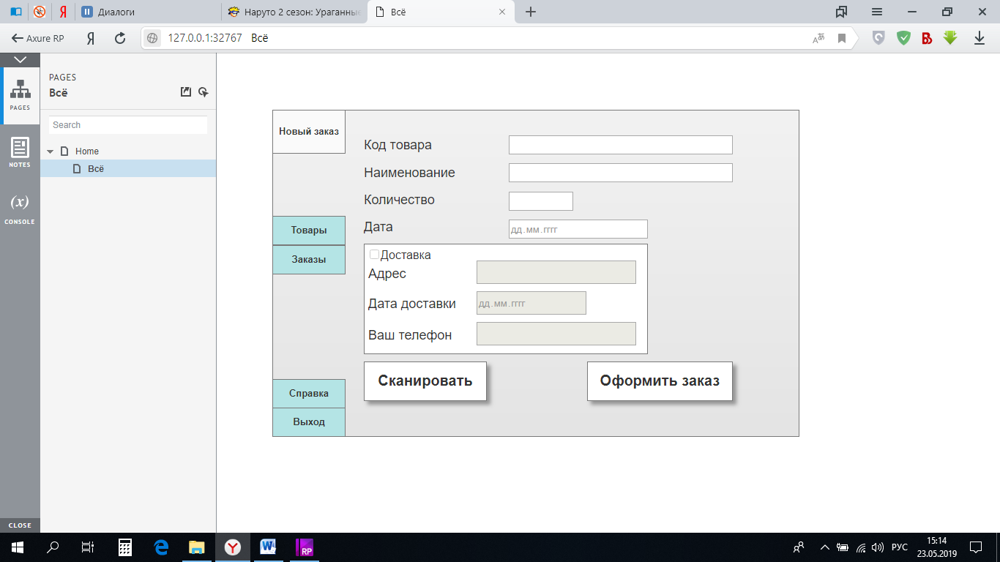 Диалоги
Наруто 2 сезон: Ураганные
Всё
Axure RP
Я
127.0.0.1:32767 Всё
PAGES
NOTES
(x)
CONSOLE
CLOSE
PAGES
Всё
Search
Home
Всё
Новый заказ
Товары
Заказы
Справка
Выход
Код товара
Наименование
Количество
Дата
дд.мм.гггг
Доставка
Адрес
Дата доставки
дд.мм.гггг
Ваш телефон
Сканировать
Оформить заказ
RP
РУС
15:14
23.05.2019